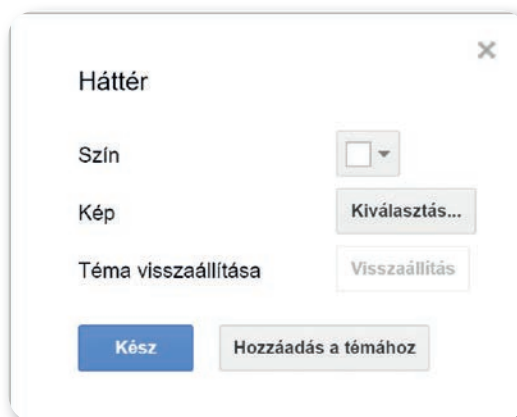 Háttér
Szín
Kép Kiválasztás...
Téma visszaállítása Visszaállítás
Kész Hozzáadás a témához